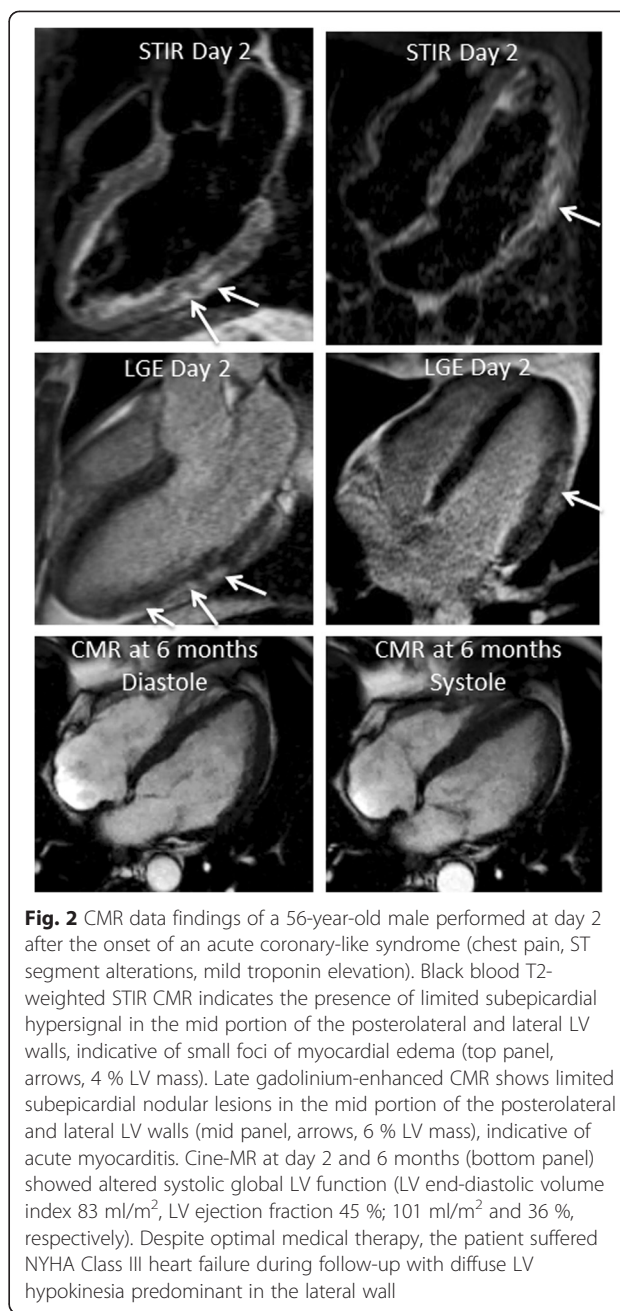 STIR Day 2
STIR Day 2
LGE Day 2
LGE Day 2
CMR at 6 months
Diastole
CMR at 6 months
Systole
Fig. 2 CMR data findings of a 56-year-old male performed at day 2
after the onset of an acute coronary-like syndrome (chest pain, ST
segment alterations, mild troponin elevation). Black blood T2-
weighted STIR CMR indicates the presence of limited subepicardial
hypersignal in the mid portion of the posterolateral and lateral LV
walls, indicative of small foci of myocardial edema (top panel,
arrows, 4 % LV mass). Late gadolinium-enhanced CMR shows limited
subepicardial nodular lesions in the mid portion of the posterolateral
and lateral LV walls (mid panel, arrows, 6 % LV mass), indicative of
acute myocarditis. Cine-MR at day 2 and 6 months (bottom panel)
showed altered systolic global LV function (LV end-diastolic volume
index 83 ml/m², LV ejection fraction 45 %; 101 ml/m² and 36 %,
respectively). Despite optimal medical therapy, the patient suffered
NYHA Class III heart failure during follow-up with diffuse LV
hypokinesia predominant in the lateral wall